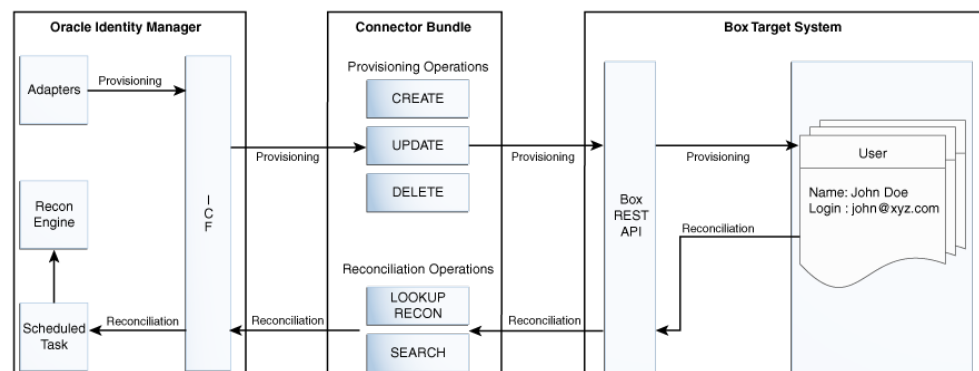 Oracle Identity Manager
Adapters
Provisioning
I
C
F
Recon
Engine
Scheduled
Task
Reconciliation
Provisioning
Reconciliation
Connector Bundle
Provisioning Operations
CREATE
UPDATE
DELETE
Reconciliation Operations
LOOKUP
RECON
SEARCH
Provisioning
Reconciliation
Box Target System
Box
REST
API
Provisioning
Reconciliation
User
Name: John Doe
Login : john@xyz.com